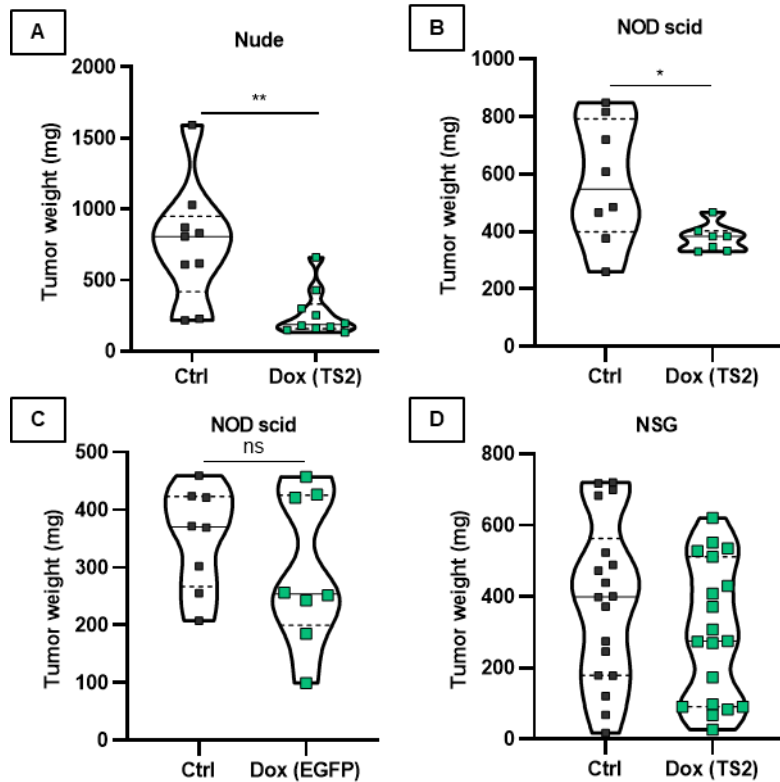 A
Nude
2000
1500
1000
500
0
Tumor weight (mg)
**
Ctrl
Dox (TS2)
B
NOD scid
1000
800
600
400
200
0
Tumor weight (mg)
*
Ctrl
Dox (TS2)
C
NOD scid
ns
500
400
300
200
100
0
Tumor weight (mg)
Ctrl
Dox (EGFP)
D
NSG
800
600
400
200
0
Tumor weight (mg)
Ctrl
Dox (TS2)